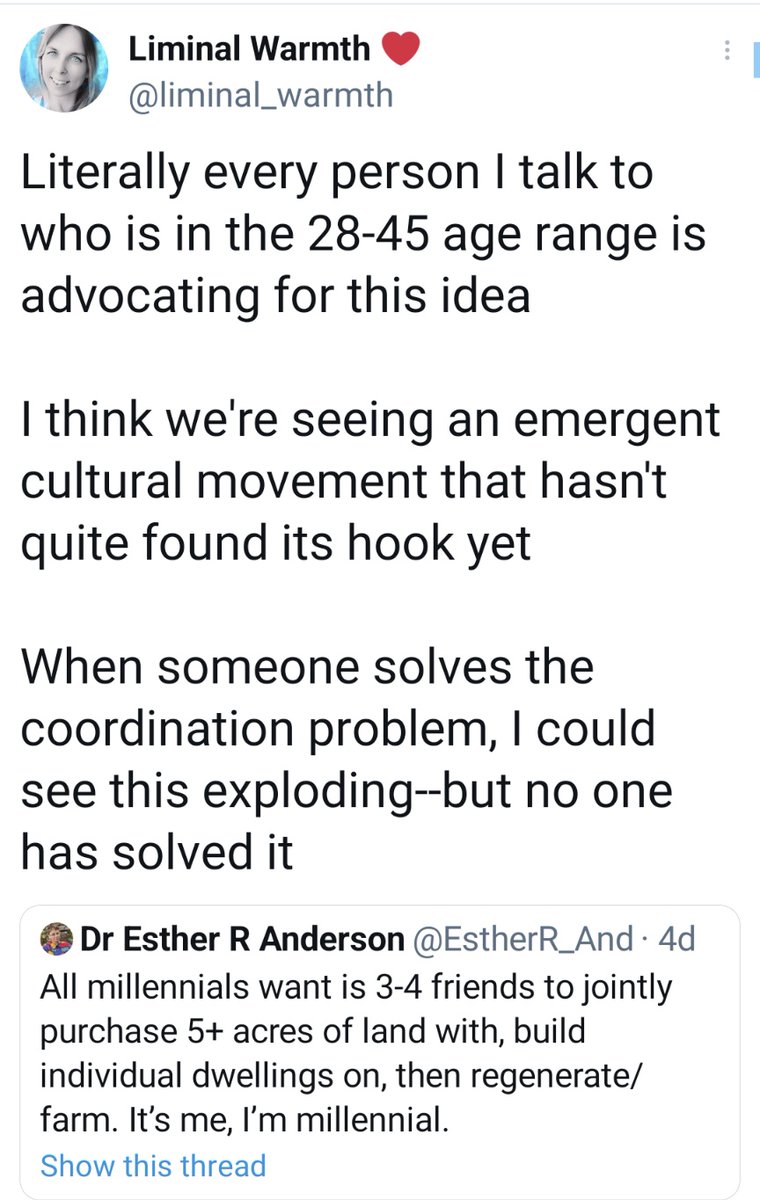 Liminal Warmth ❤️
@liminal_warmth
Literally every person I talk to
who is in the 28-45 age range is
advocating for this idea
I think we're seeing an emergent
cultural movement that hasn't
quite found its hook yet
When someone solves the
coordination problem, I could
see this exploding--but no one
has solved it
Dr Esther R Anderson @EstherR_And · 4d
All millennials want is 3-4 friends to jointly
purchase 5+ acres of land with, build
individual dwellings on, then regenerate/
farm. It’s me, I’m millennial.
Show this thread